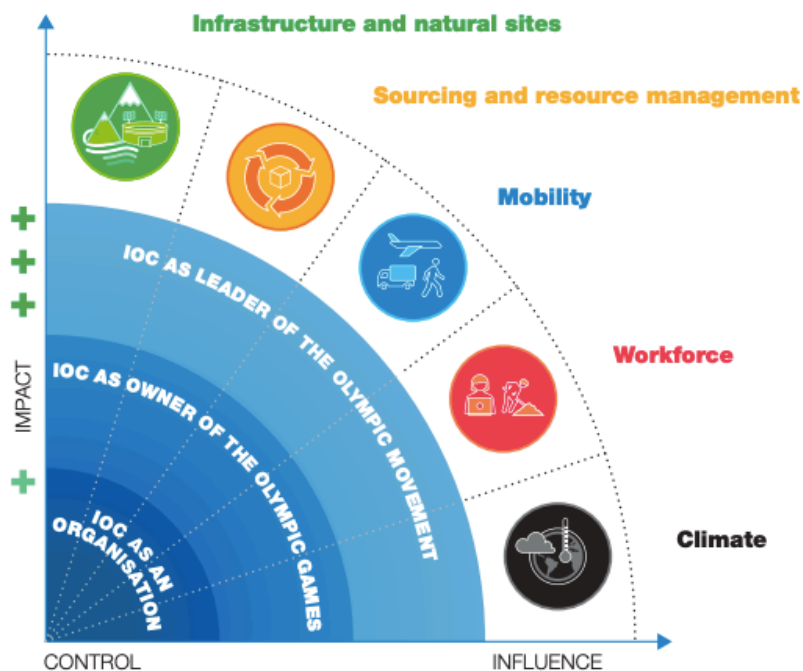 Infrastructure and natural sites
Sourcing and resource management
Mobility
Workforce
Climate
+
+
+
IMPACT
+
IOC AS LEADER OF THE OLYMPIC MOVEMENT
IOC AS OWNER OF THE OLYMPIC GAMES
IOC AS AN
ORGANISATION
CONTROL
INFLUENCE